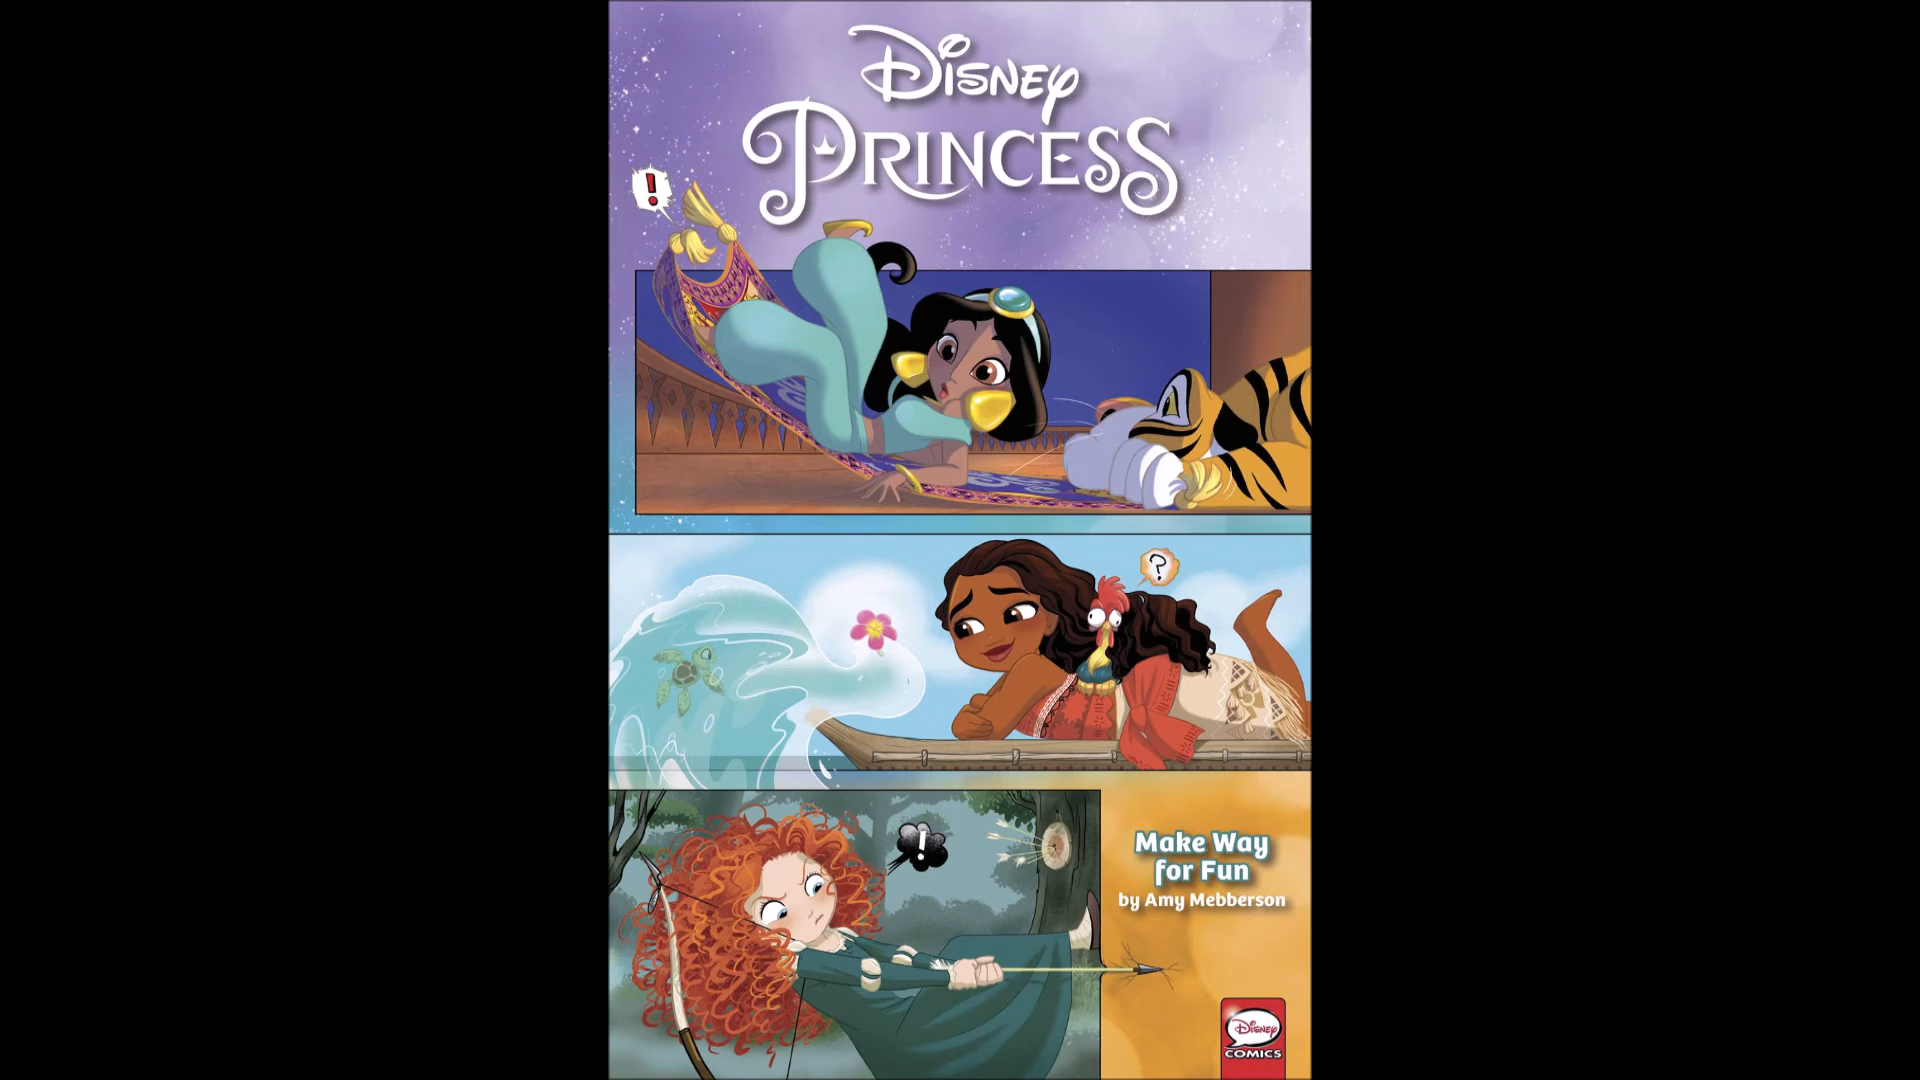 Disney
Princess
!
?
!
Make Way
for Fun
by Amy Mebberson
Disney
COMICS